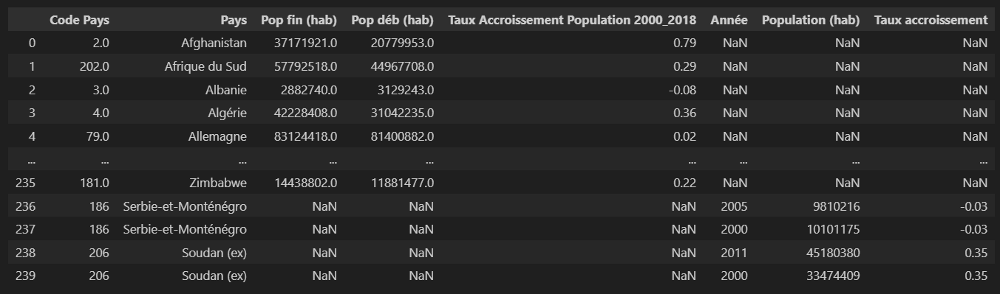 Code Pays Pays Pop fin (hab) Pop déb (hab) Taux Accroissement Population 2000_2018 Année Population (hab) Taux accroissement
0 2.0 Afghanistan 37171921.0 20779953.0 0.79 NaN NaN NaN
1 202.0 Afrique du Sud 57792518.0 44967708.0 0.29 NaN NaN NaN
2 3.0 Albanie 2882740.0 3129243.0 -0.08 NaN NaN NaN
3 4.0 Algérie 42228408.0 31042235.0 0.36 NaN NaN NaN
4 79.0 Allemagne 83124418.0 81400882.0 0.02 NaN NaN NaN
... ... ... ... ... ... ... ... ...
235 181.0 Zimbabwe 14438802.0 11881477.0 0.22 NaN NaN NaN
236 186 Serbie-et-Monténégro NaN NaN NaN 2005 9810216 -0.03
237 186 Serbie-et-Monténégro NaN NaN NaN 2000 10101175 -0.03
238 206 Soudan (ex) NaN NaN NaN 2011 45180380 0.35
239 206 Soudan (ex) NaN NaN NaN 2000 33474409 0.35